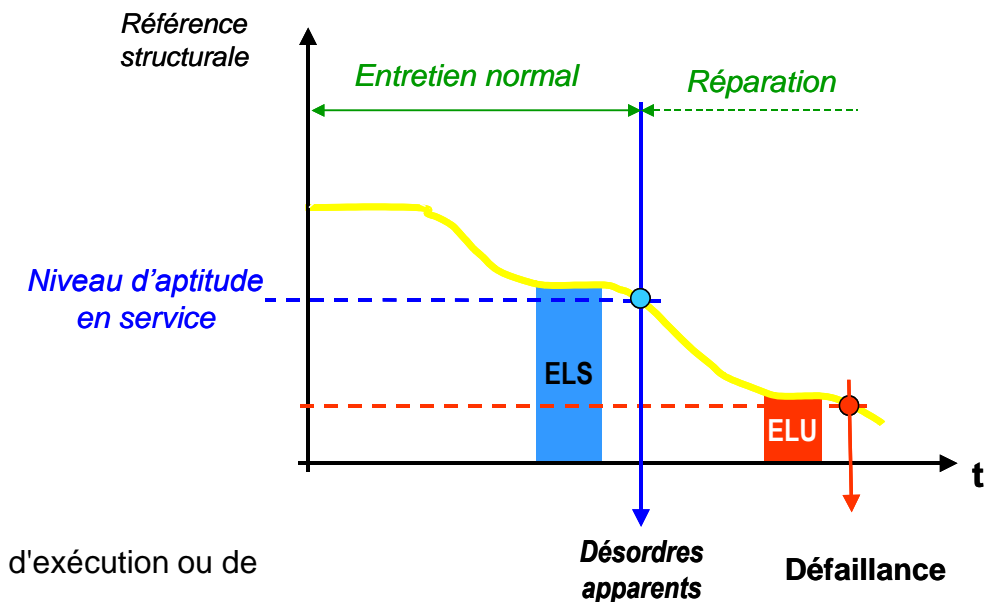 Référence
structurale
Entretien normal
Réparation
Niveau d'aptitude
en service
ELS
ELU
t
d'exécution ou de
Désordres
apparents
Défaillance